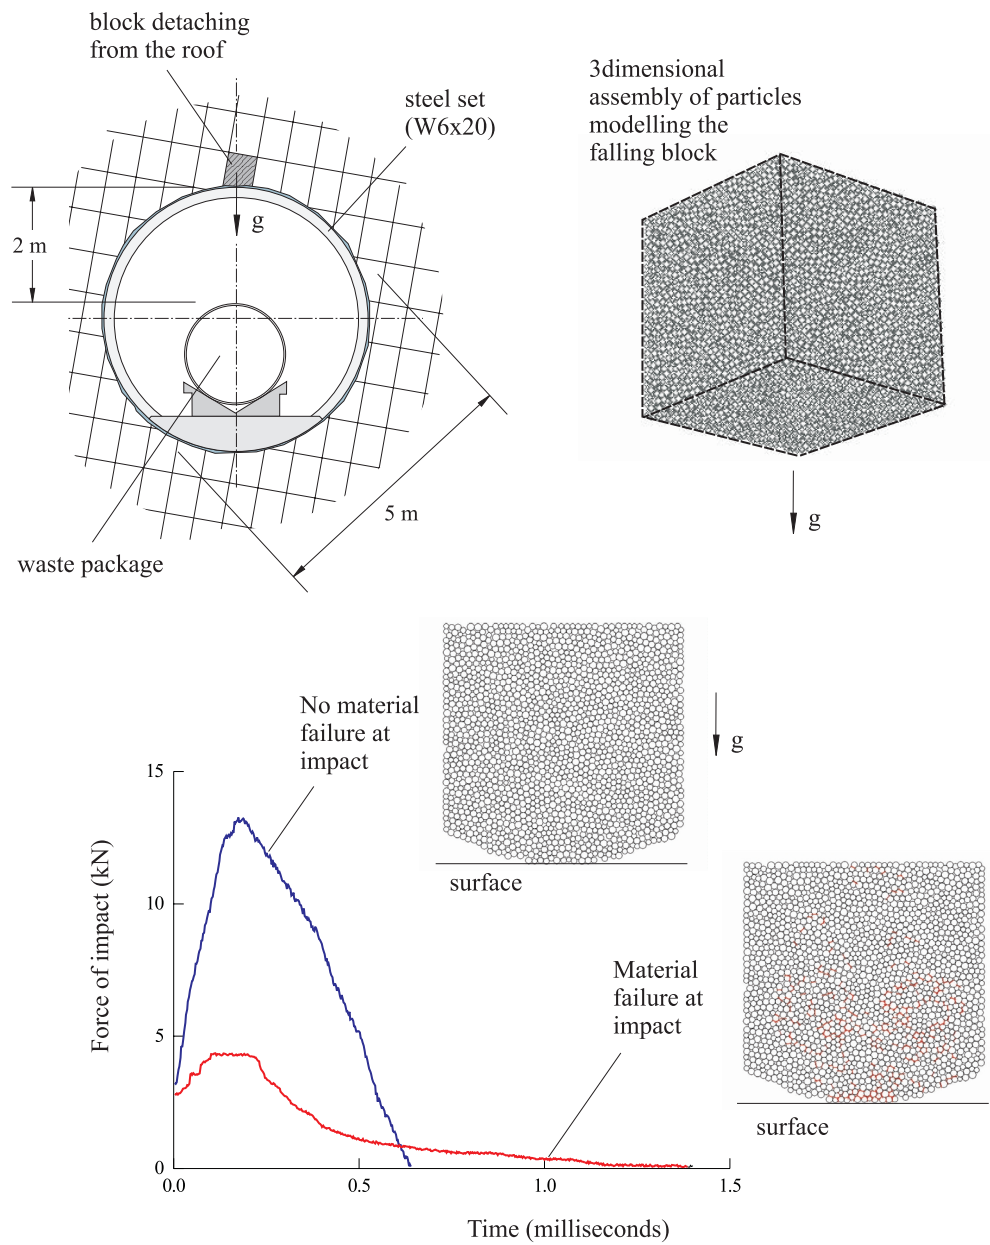 block detaching
from the roof
steel set
(W6x20)
g
2 m
5 m
waste package
3dimensional
assembly of particles
modelling the
falling block
g
No material
failure at
impact
g
surface
Material
failure at
impact
surface
15
10
5
0
Force of impact (kN)
0.0
0.5
1.0
1.5
Time (milliseconds)